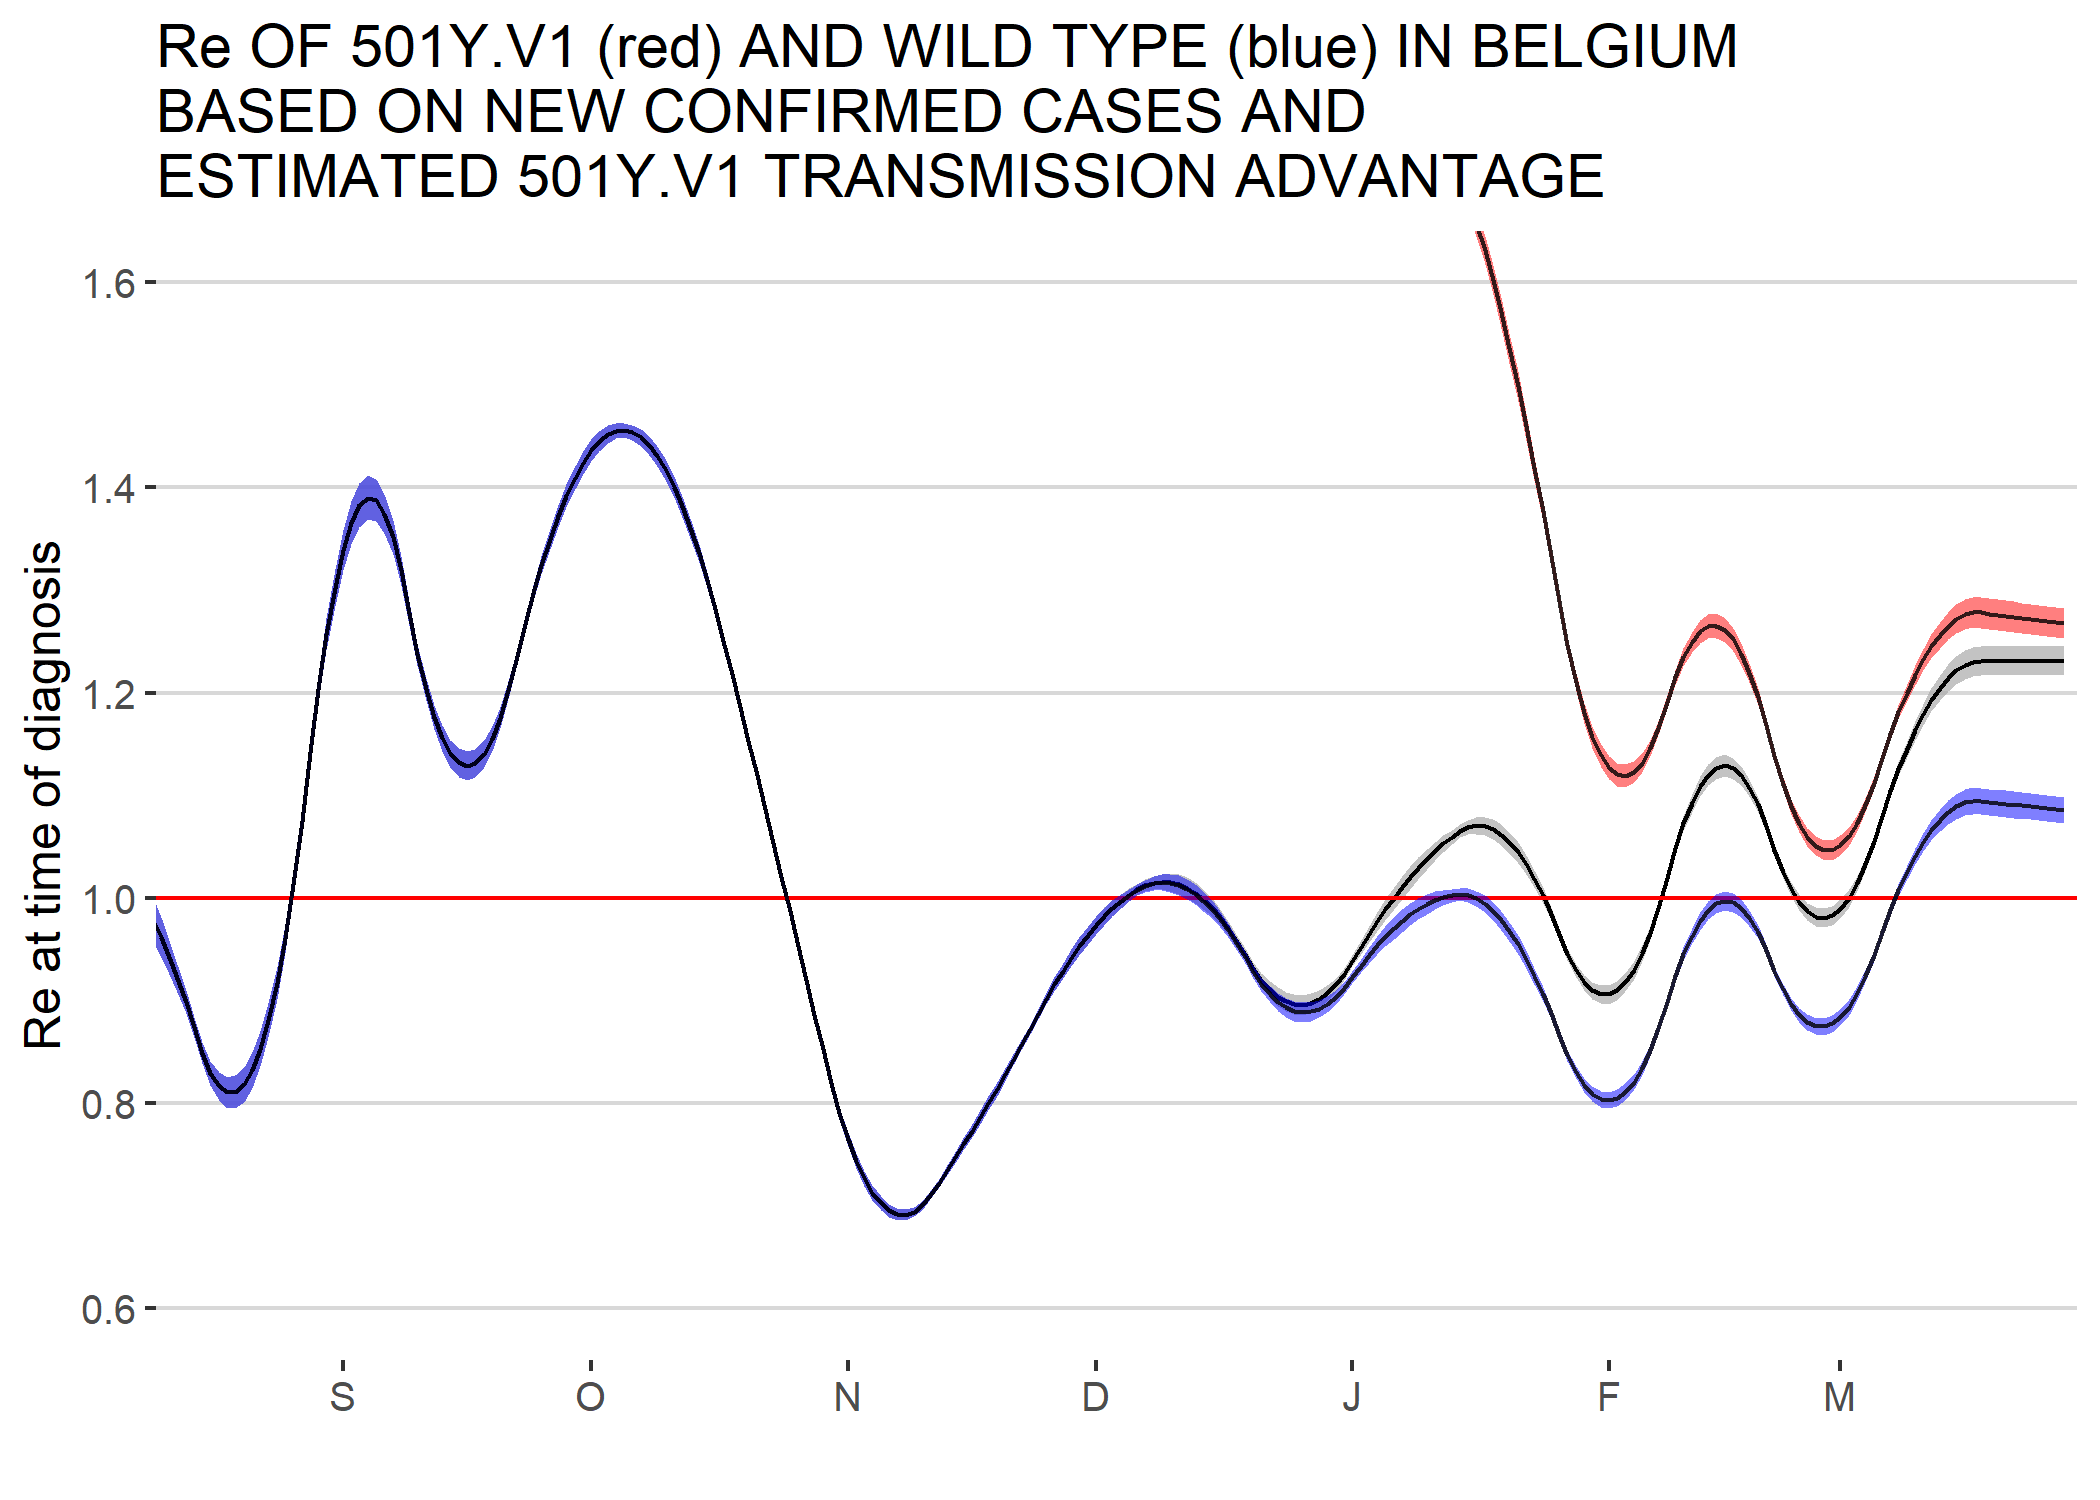 Re OF 501Y.V1 (red) AND WILD TYPE (blue) IN BELGIUM
BASED ON NEW CONFIRMED CASES AND
ESTIMATED 501Y.V1 TRANSMISSION ADVANTAGE
Re at time of diagnosis
1.6
1.4
1.2
1.0
0.8
0.6
S O N D J F M